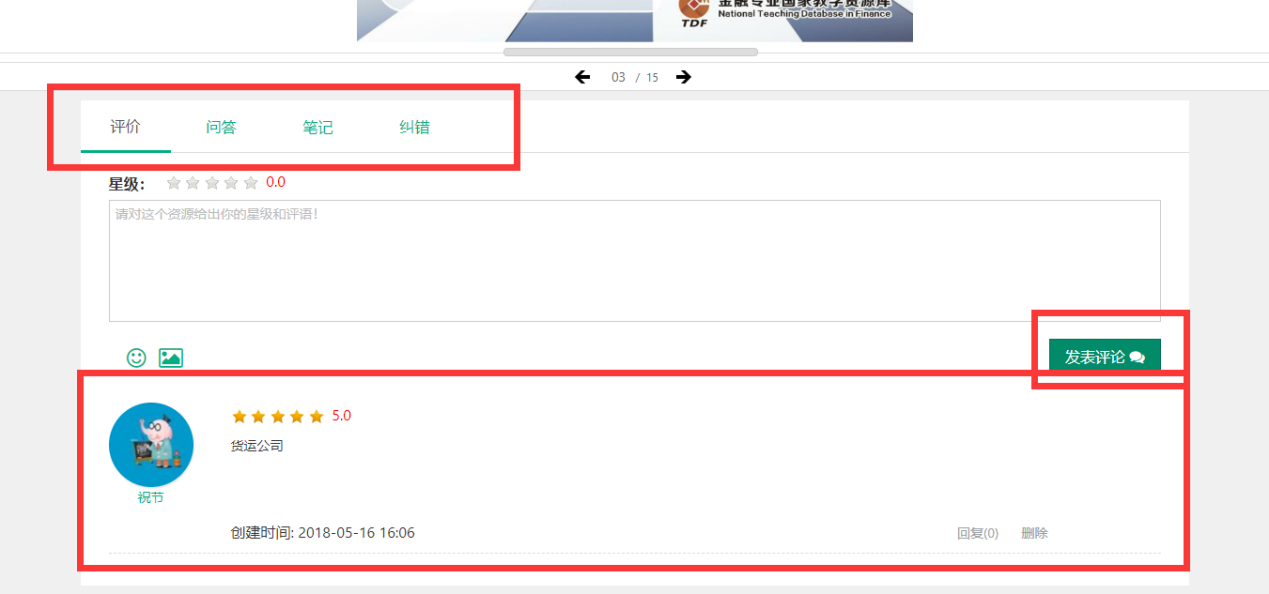 金融专业国家教学资源库
TDF National Teaching Database in Finance
03 / 15
评价 问答 笔记 纠错
星级： 0.0
请对这个资源给出你的星级和评语！
发表评论
5.0
货运公司
祝节
创建时间: 2018-05-16 16:06 回复(0) 删除